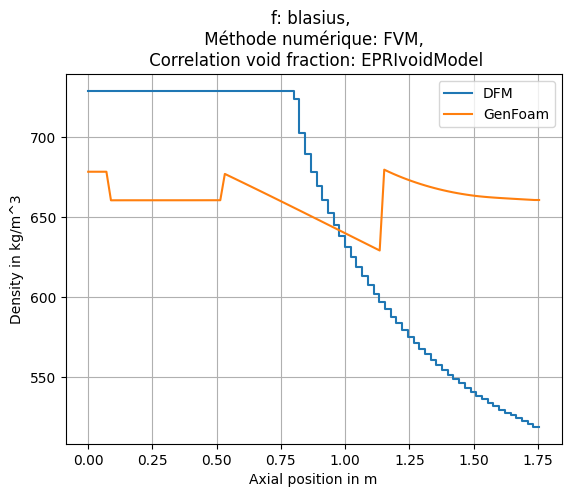 f: blasius,
Méthode numérique: FVM,
Correlation void fraction: EPRIvoidModel
DFM
GenFoam
Density in kg/m^3
700
650
600
550
0.00 0.25 0.50 0.75 1.00 1.25 1.50 1.75
Axial position in m